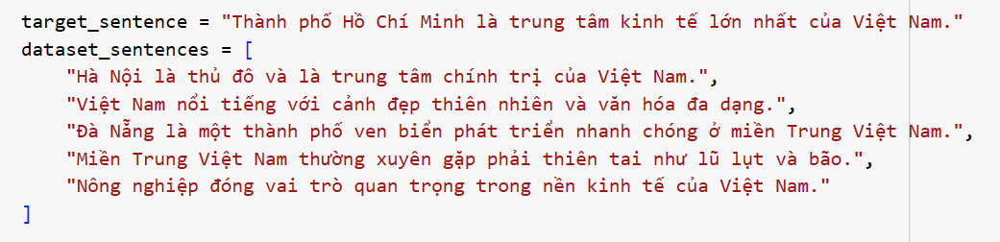 target_sentence = "Thành phố Hồ Chí Minh là trung tâm kinh tế lớn nhất của Việt Nam."
dataset_sentences = [
"Hà Nội là thủ đô và là trung tâm chính trị của Việt Nam.",
"Việt Nam nổi tiếng với cảnh đẹp thiên nhiên và văn hóa đa dạng.",
"Đà Nẵng là một thành phố ven biển phát triển nhanh chóng ở miền Trung Việt Nam.",
"Miền Trung Việt Nam thường xuyên gặp phải thiên tai như lũ lụt và bão.",
"Nông nghiệp đóng vai trò quan trọng trong nền kinh tế của Việt Nam."
]